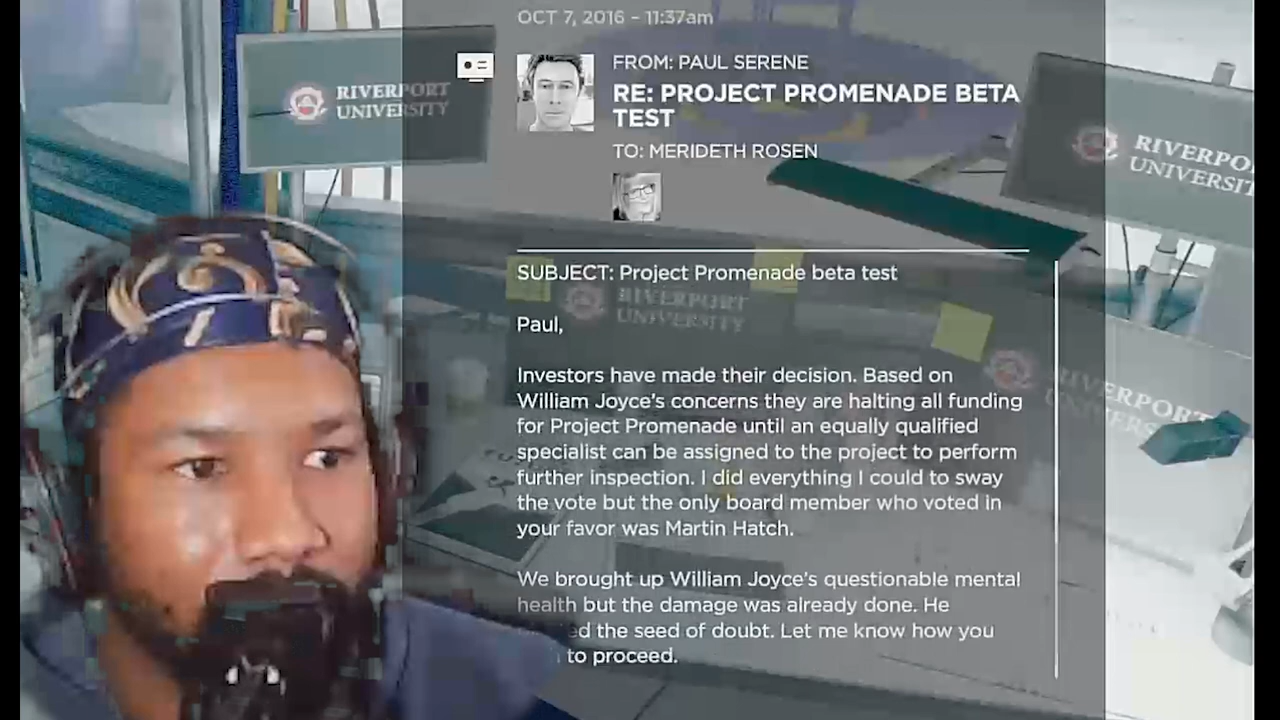 OCT 7, 2016 – 11:37am
FROM: PAUL SERENE
RE: PROJECT PROMENADE BETA
TEST
TO: MERIDETH ROSEN
SUBJECT: Project Promenade beta test
Paul,
Investors have made their decision. Based on
William Joyce's concerns they are halting all funding
for Project Promenade until an equally qualified
specialist can be assigned to the project to perform
further inspection. I did everything I could to sway
the vote but the only board member who voted in
your favor was Martin Hatch.
We brought up William Joyce's questionable mental
health but the damage was already done. He
ed the seed of doubt. Let me know how you
to proceed.
RIVERPORT
UNIVERSITY
RIVERPO
UNIVERSIT
RIVERPORT
UNIVERSITY
RIVERPORT
UNIVERS